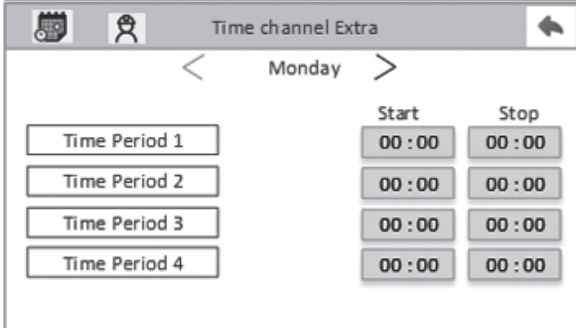 Time channel Extra
< Monday >
Start Stop
Time Period 1 00 : 00 00 : 00
Time Period 2 00 : 00 00 : 00
Time Period 3 00 : 00 00 : 00
Time Period 4 00 : 00 00 : 00